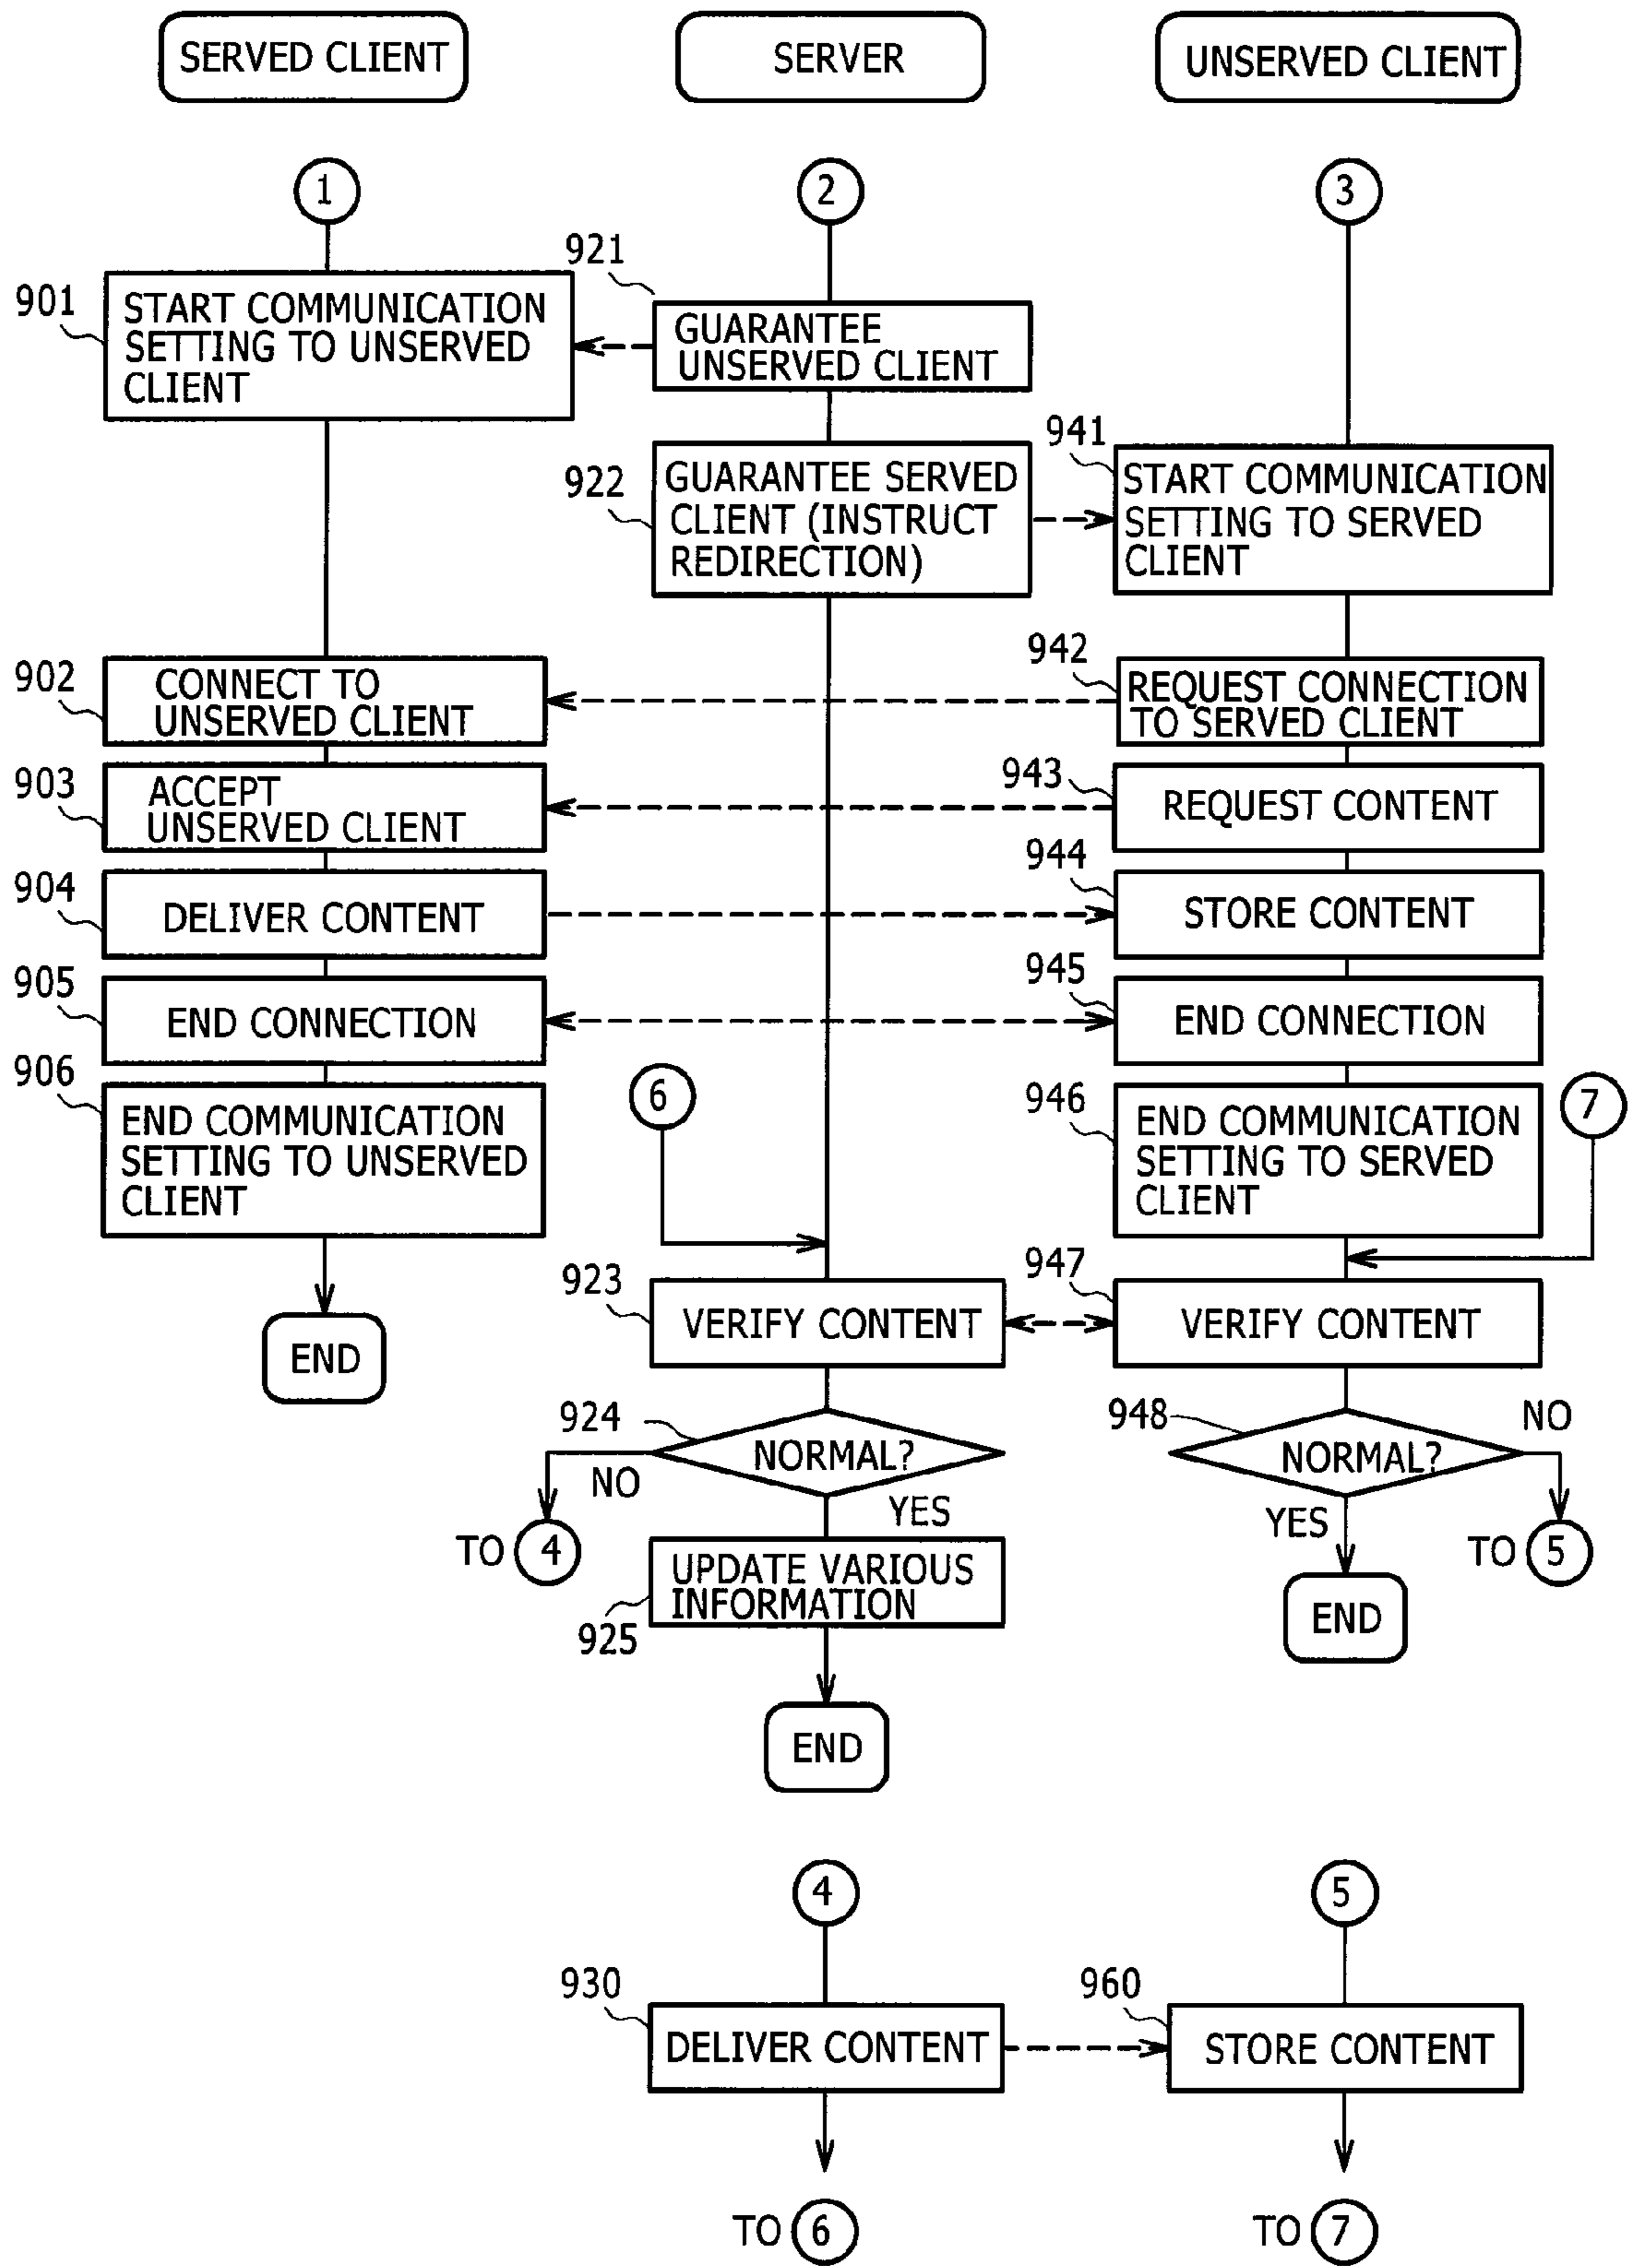 SERVED CLIENT
SERVER
UNSERVED CLIENT
1
2
3
921
901
START COMMUNICATION
SETTING TO UNSERVED
CLIENT
GUARANTEE
UNSERVED CLIENT
922
GUARANTEE SERVED
CLIENT (INSTRUCT
REDIRECTION)
941
START COMMUNICATION
SETTING TO SERVED
CLIENT
902
CONNECT TO
UNSERVED CLIENT
942
REQUEST CONNECTION
TO SERVED CLIENT
903
ACCEPT
UNSERVED CLIENT
943
REQUEST CONTENT
904
DELIVER CONTENT
944
STORE CONTENT
905
END CONNECTION
945
END CONNECTION
906
END COMMUNICATION
SETTING TO UNSERVED
CLIENT
6
946
END COMMUNICATION
SETTING TO SERVED
CLIENT
7
END
923
VERIFY CONTENT
947
VERIFY CONTENT
924
NORMAL?
NO
YES
TO 4
948
NORMAL?
NO
YES
TO 5
UPDATE VARIOUS
INFORMATION
925
END
END
4
5
930
DELIVER CONTENT
960
STORE CONTENT
TO 6
TO 7